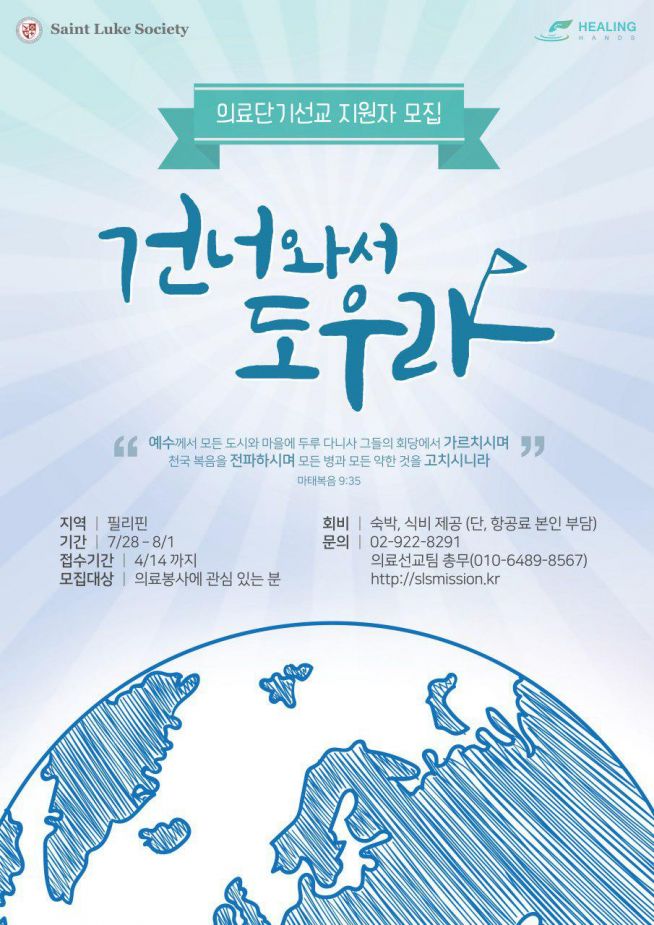 Saint Luke Society
HEALING
HANDS
의료단기선교 지원자 모집
건너와서
도우라
“ 예수께서 모든 도시와 마을에 두루 다니사 그들의 회당에서 가르치시며 ”
천국 복음을 전파하시며 모든 병과 모든 약한 것을 고치시니라
마태복음 9:35
지역 | 필리핀
기간 | 7/28 – 8/1
접수기간 | 4/14 까지
모집대상 | 의료봉사에 관심 있는 분
회비 | 숙박, 식비 제공 (단, 항공료 본인 부담)
문의 | 02-922-8291
의료선교팀 총무(010-6489-8567)
http://slsmission.kr